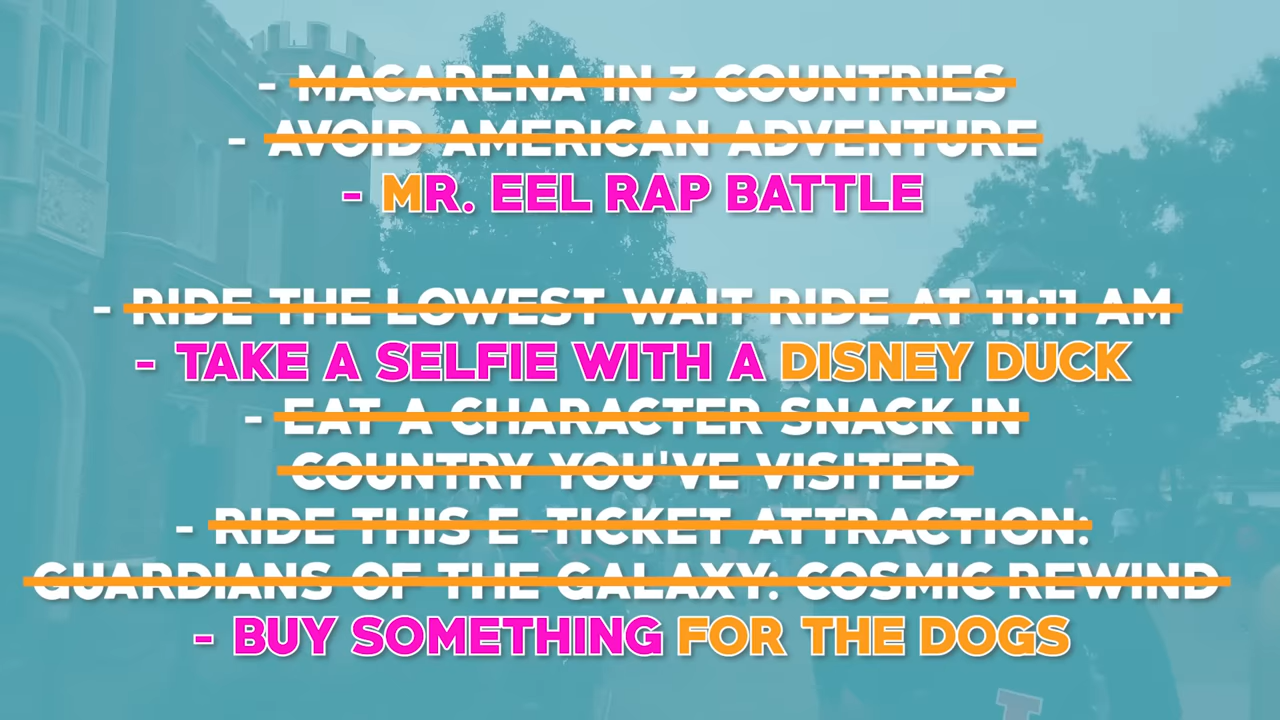 - MACARENA IN 3 COUNTRIES
- AVOID AMERICAN ADVENTURE
- MR. EEL RAP BATTLE
- RIDE THE LOWEST WAIT RIDE AT 11:11 AM
- TAKE A SELFIE WITH A DISNEY DUCK
- EAT A CHARACTER SNACK IN
COUNTRY YOU'VE VISITED
- RIDE THIS E-TICKET ATTRACTION:
GUARDIANS OF THE GALAXY: COSMIC REWIND
- BUY SOMETHING FOR THE DOGS